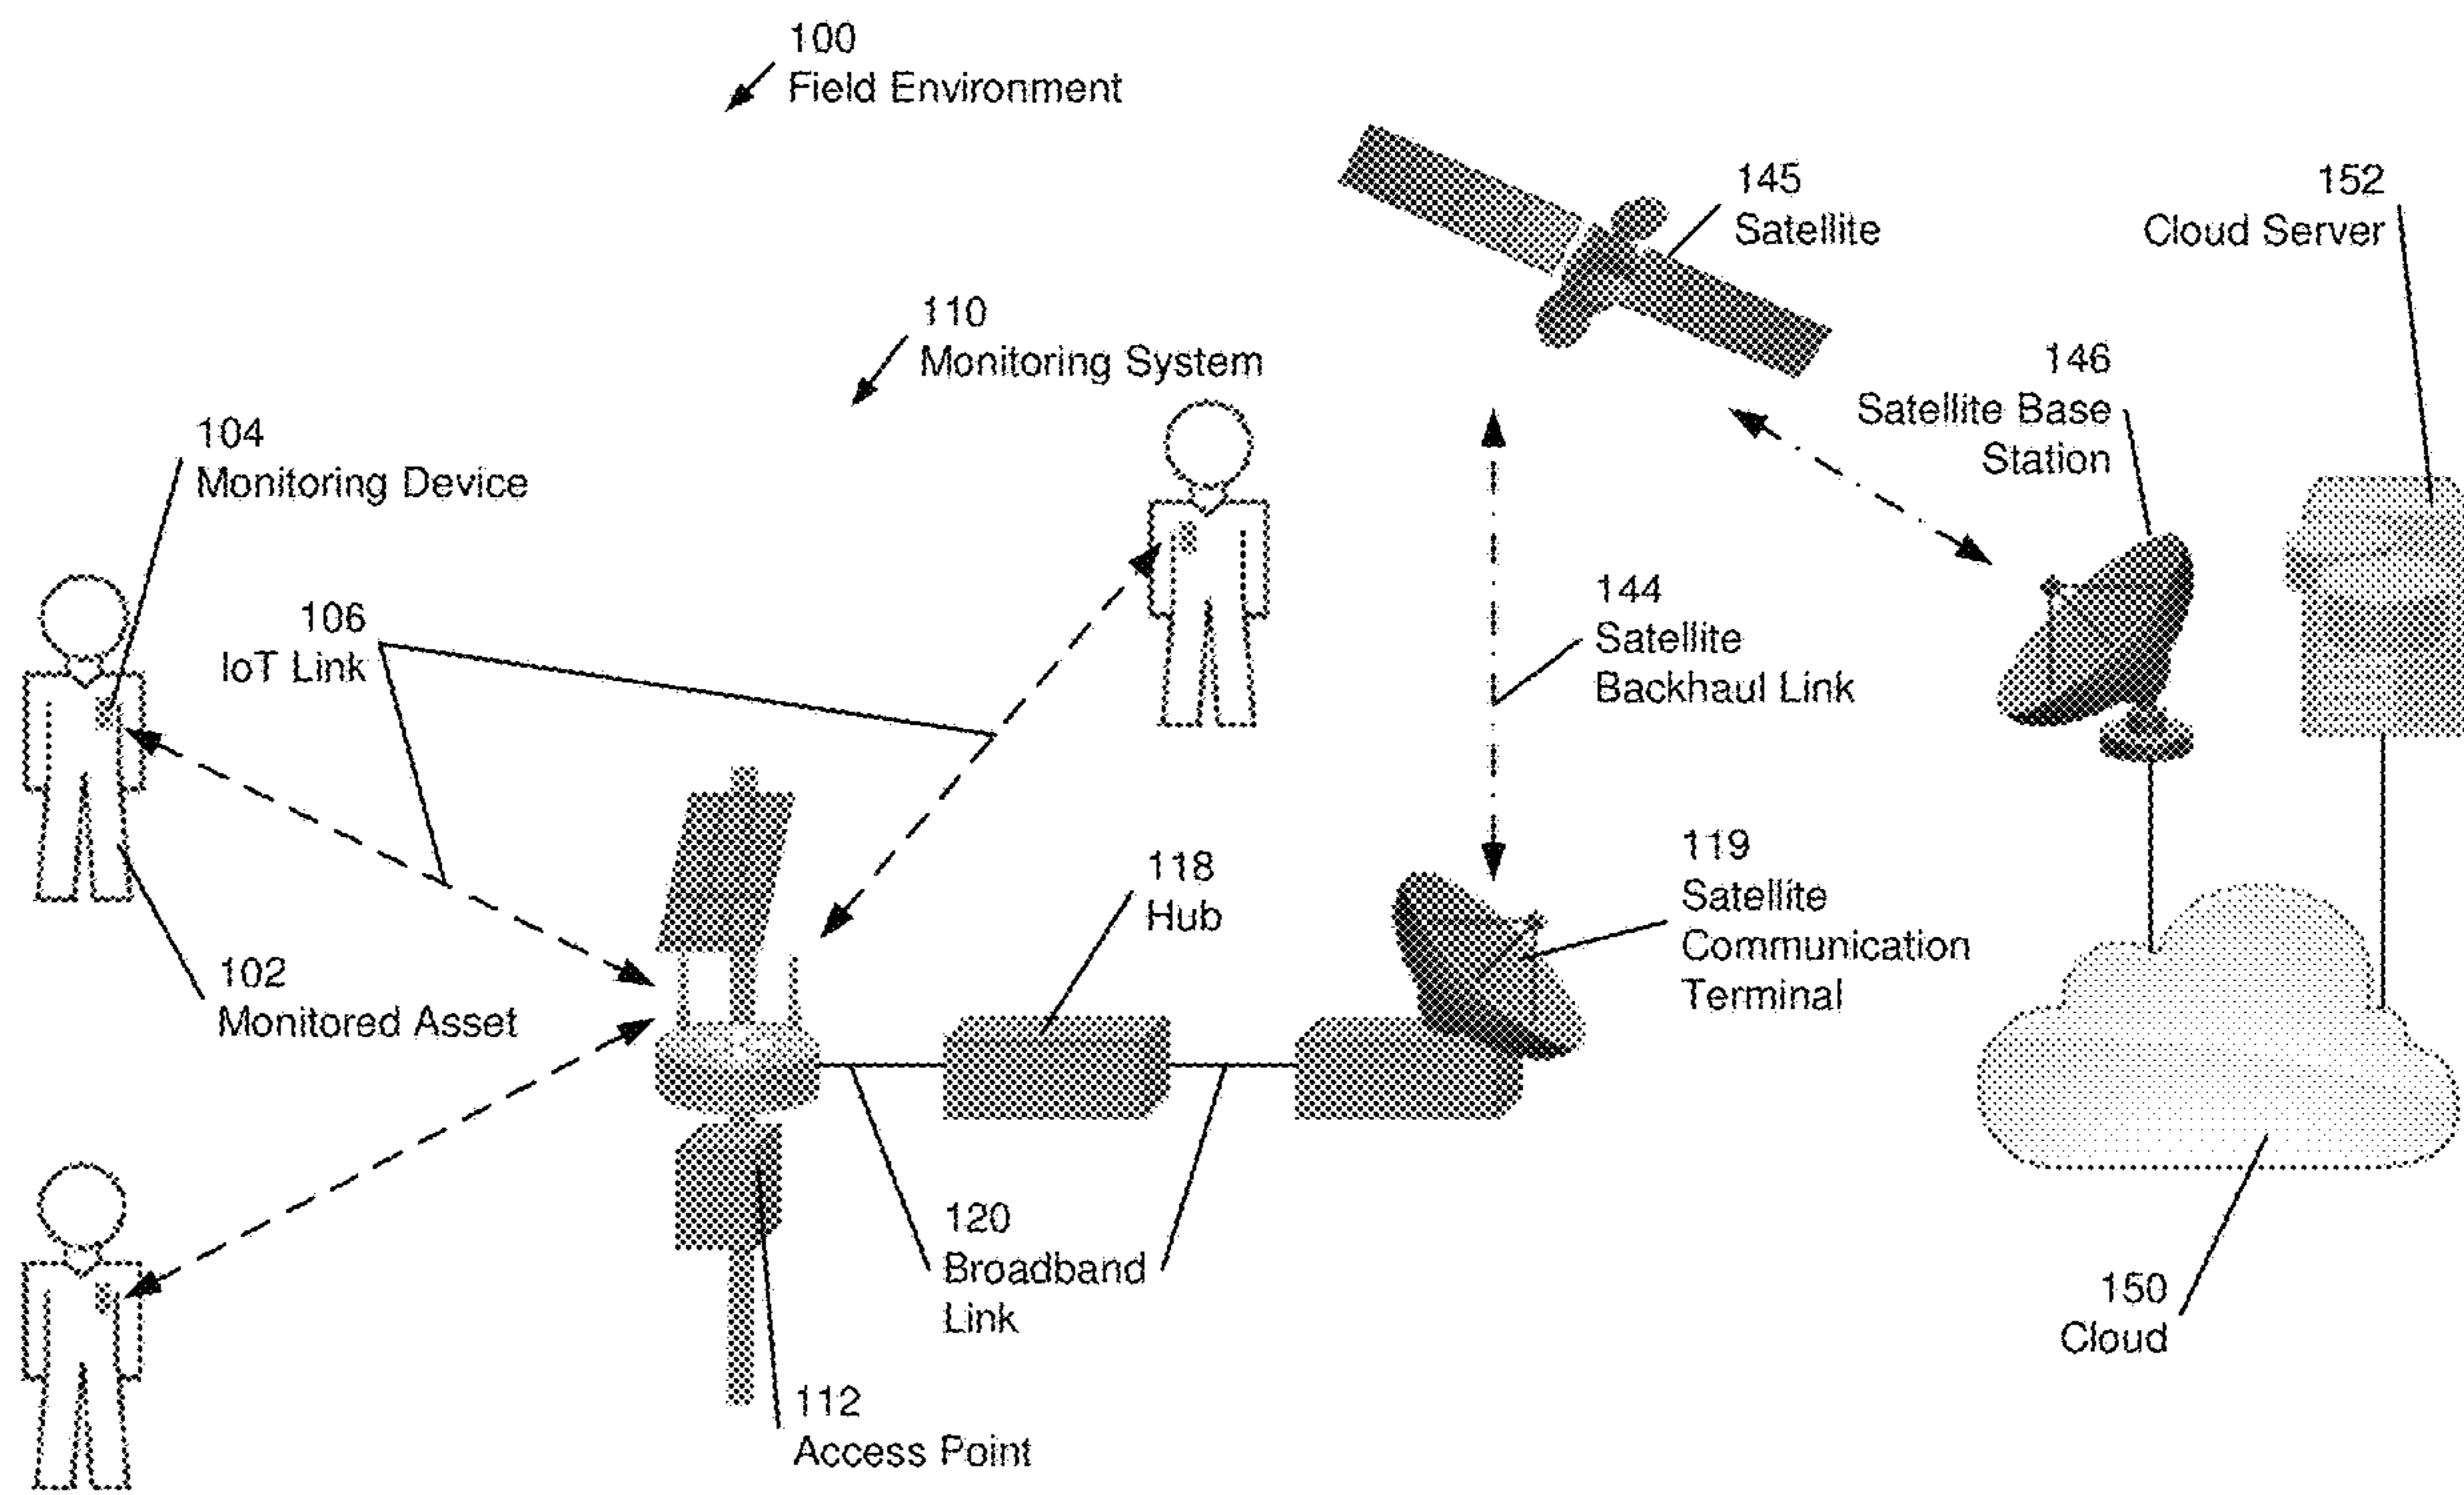 100
Field Environment
145
Satellite
152
Cloud Server
110
Monitoring System
146
Satellite Base
Station
104
Monitoring Device
106
IoT Link
144
Satellite
Backhaul Link
118
Hub
119
Satellite
Communication
Terminal
102
Monitored Asset
120
Broadband
Link
150
Cloud
112
Access Point